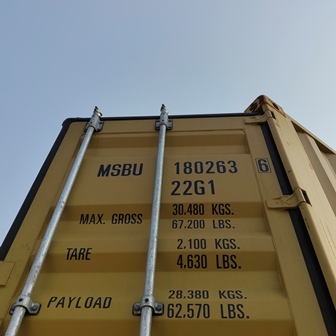 MSBU 180263 6
22G1
MAX. GROSS 30.480 KGS.
67.200 LBS.
TARE 2.100 KGS.
4.630 LBS.
PAYLOAD 28.380 KGS.
62.570 LBS.